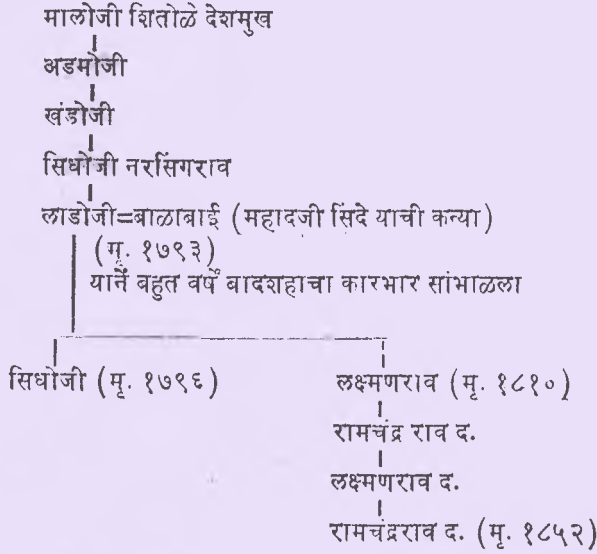 मालोजी शितोळे देशमुख
अडमोजी
खंडोजी
सिधोजी नरसिंगराव
लाडोजी=बाळाबाई (महादजी सिंदे याची कन्या)
(मृ. १७९३)
यानें बहुत वर्षें बादशहाचा कारभार सांभाळला
सिधोजी (मृ. १७९६) लक्ष्मणराव (मृ. १८१०)
रामचंद्र राव द.
लक्ष्मणराव द.
रामचंद्रराव द. (मृ. १८५२)